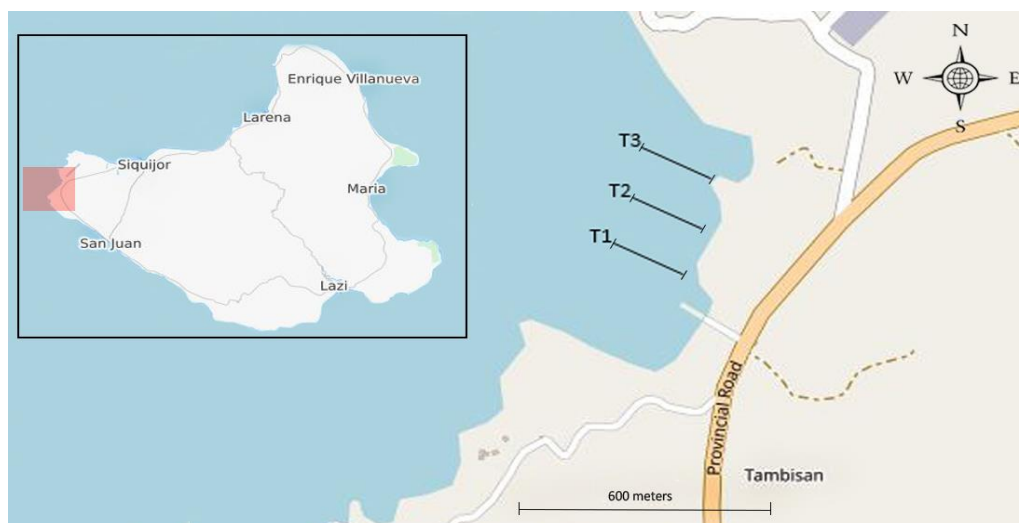 Enrique Villanueva
Larena
Siquijor
Maria
San Juan
Lazi
N
W
E
S
T3
T2
T1
Provincial Road
Tambisan
600 meters